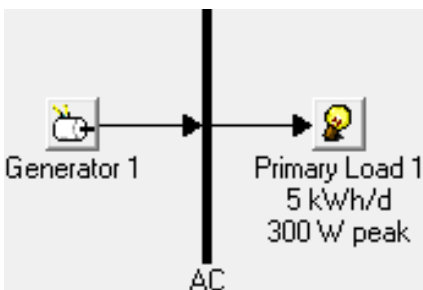 Generator 1
Primary Load 1
5 kWh/d
300 W peak
AC